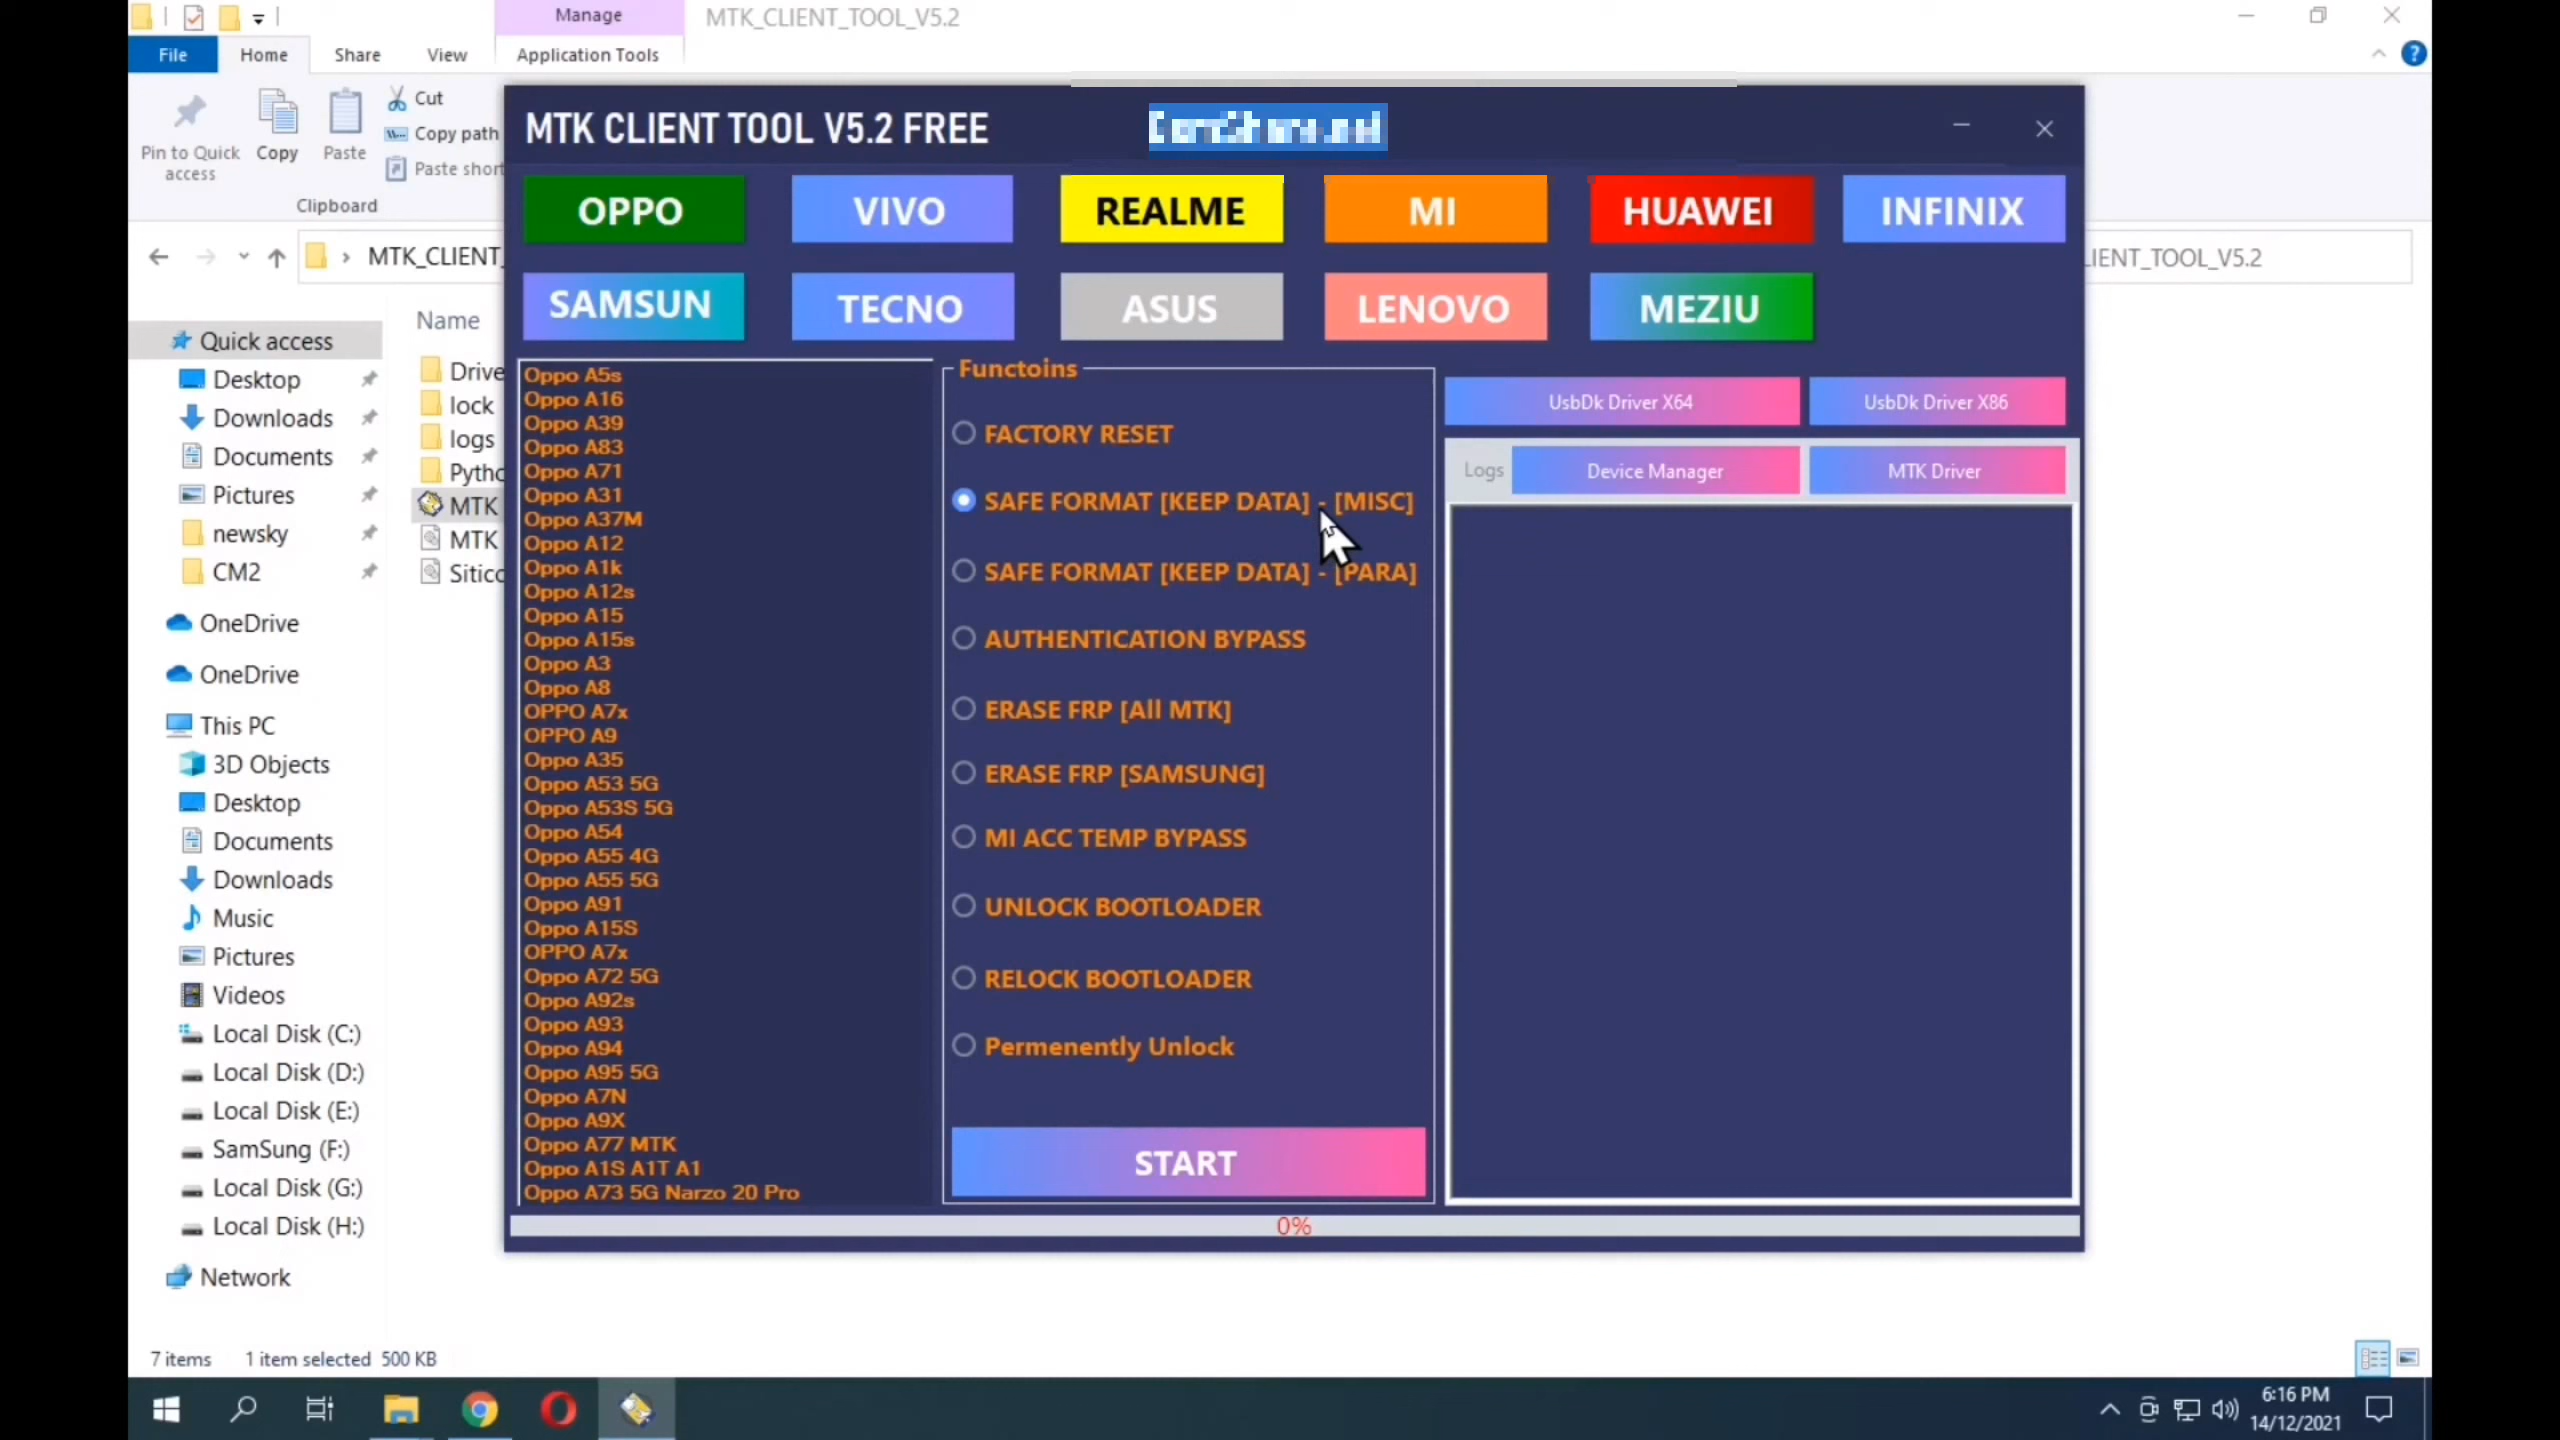 Manage
MTK_CLIENT_TOOL_V5.2
File
Home
Share
View
Application Tools
Pin to Quick access
Copy
Paste
Cut
Copy path
Paste short
Clipboard
MTK_CLIENT_
LIENT_TOOL_V5.2
Name
Quick access
Desktop
Downloads
Documents
Pictures
newsky
CM2
OneDrive
OneDrive
This PC
3D Objects
Desktop
Documents
Downloads
Music
Pictures
Videos
Local Disk (C:)
Local Disk (D:)
Local Disk (E:)
SamSung (F:)
Local Disk (G:)
Local Disk (H:)
Network
Drive
lock
logs
Pytho
MTK
MTK
Sitico
MTK CLIENT TOOL V5.2 FREE
OPPO
VIVO
REALME
MI
HUAWEI
INFINIX
SAMSUN
TECNO
ASUS
LENOVO
MEZIU
Oppo A5s
Oppo A16
Oppo A39
Oppo A83
Oppo A71
Oppo A31
Oppo A37M
Oppo A12
Oppo A1k
Oppo A12s
Oppo A15
Oppo A15s
Oppo A3
Oppo A8
OPPO A7x
OPPO A9
Oppo A35
Oppo A53 5G
Oppo A53S 5G
Oppo A54
Oppo A55 4G
Oppo A55 5G
Oppo A91
Oppo A15S
OPPO A7x
Oppo A72 5G
Oppo A92s
Oppo A93
Oppo A94
Oppo A95 5G
Oppo A7N
Oppo A9X
Oppo A77 MTK
Oppo A1S A1T A1
Oppo A73 5G Narzo 20 Pro
Functoins
FACTORY RESET
SAFE FORMAT [KEEP DATA] - [MISC]
SAFE FORMAT [KEEP DATA] - [PARA]
AUTHENTICATION BYPASS
ERASE FRP [All MTK]
ERASE FRP [SAMSUNG]
MI ACC TEMP BYPASS
UNLOCK BOOTLOADER
RELOCK BOOTLOADER
Permenently Unlock
START
UsbDk Driver X64
UsbDk Driver X86
Logs
Device Manager
MTK Driver
0%
7 items
1 item selected 500 KB
6:16 PM
14/12/2021